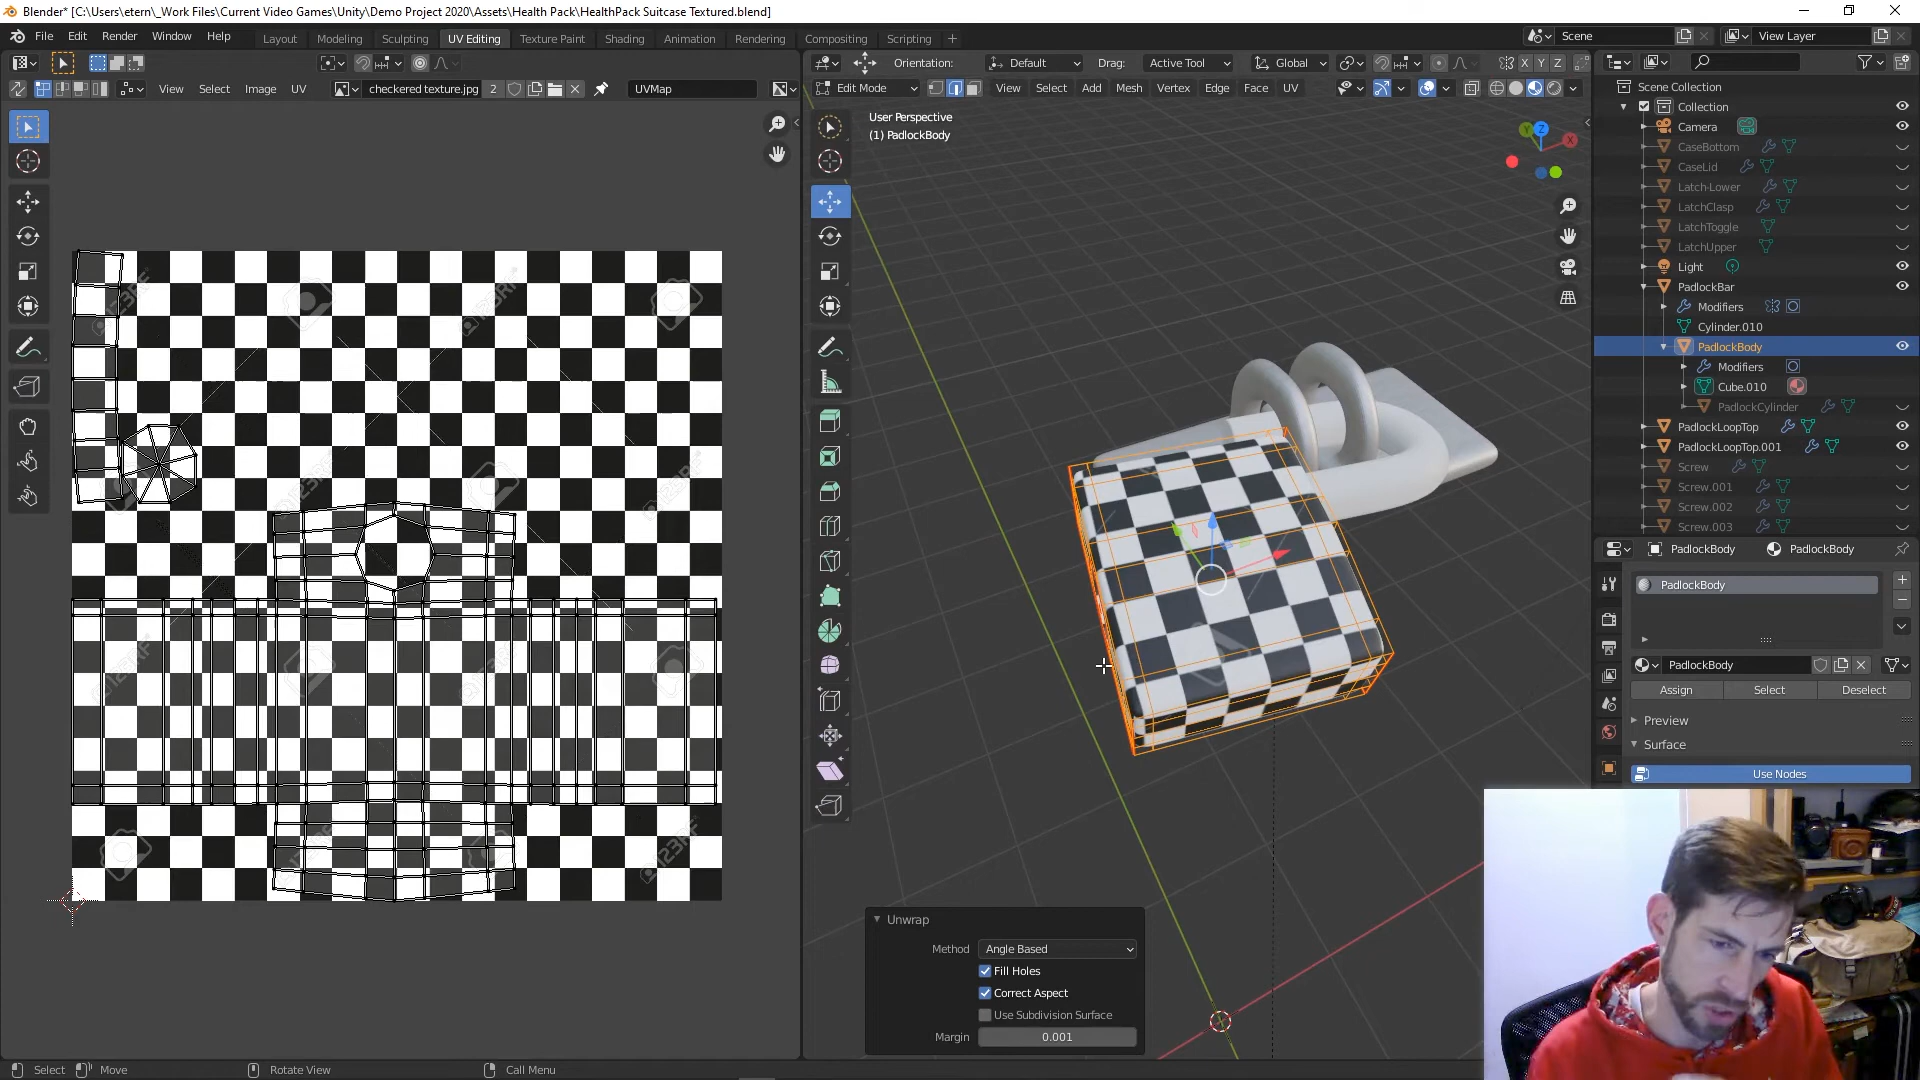 Blender* [C:\Users\etern\_Work Files\Current Video Games\Unity\Demo Project 2020\Assets\Health Pack\HealthPack Suitcase Textured.blend]
File Edit Render Window Help
Layout Modeling Sculpting UV Editing Texture Paint Shading Animation Rendering Compositing Scripting +
Scene
View Layer
View Select Image UV
checkered texture.jpg 2
UVMap
Orientation: Default
Drag: Active Tool
Global
X Y Z
Edit Mode
View Select Add Mesh Vertex Edge Face UV
User Perspective
(1) PadlockBody
Z
X
Y
123RF
Unwrap
Method Angle Based
Fill Holes
Correct Aspect
Use Subdivision Surface
Margin 0.001
Scene Collection
Collection
Camera
CaseBottom
CaseLid
Latch-Lower
LatchClasp
LatchToggle
LatchUpper
Light
PadlockBar
Modifiers
Cylinder.010
PadlockBody
Modifiers
Cube.010
PadlockCylinder
PadlockLoopTop
PadlockLoopTop.001
Screw
Screw.001
Screw.002
Screw.003
PadlockBody
PadlockBody
PadlockBody
PadlockBody
Assign Select Deselect
Preview
Surface
Use Nodes
Select
Move
Rotate View
Call Menu